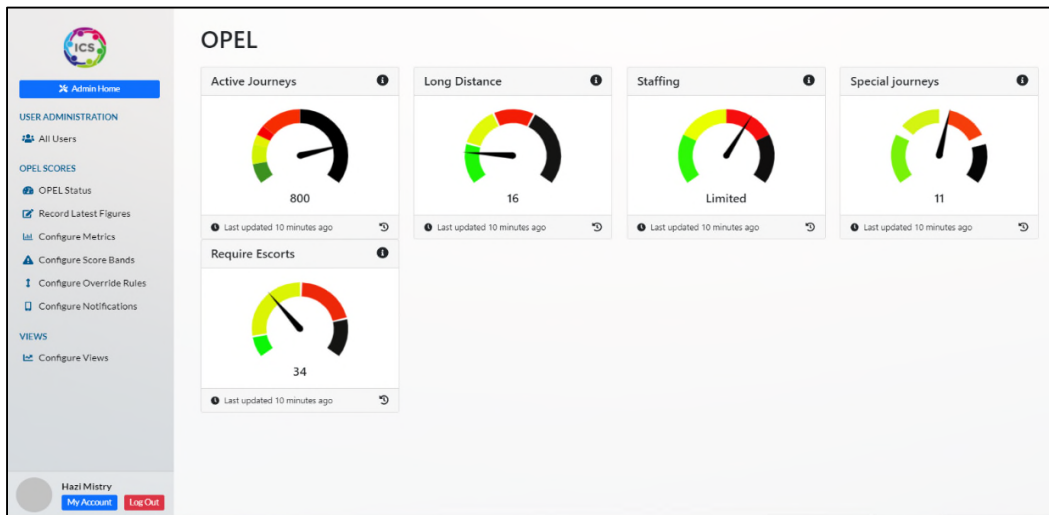 ICS
Admin Home
USER ADMINISTRATION
All Users
OPEL SCORES
OPEL Status
Record Latest Figures
Configure Metrics
Configure Score Bands
Configure Override Rules
Configure Notifications
VIEWS
Configure Views
Hazi Mistry
My Account
Log Out
OPEL
Active Journeys
800
Last updated 10 minutes ago
Long Distance
16
Last updated 10 minutes ago
Staffing
Limited
Last updated 10 minutes ago
Special journeys
11
Last updated 10 minutes ago
Require Escorts
34
Last updated 10 minutes ago